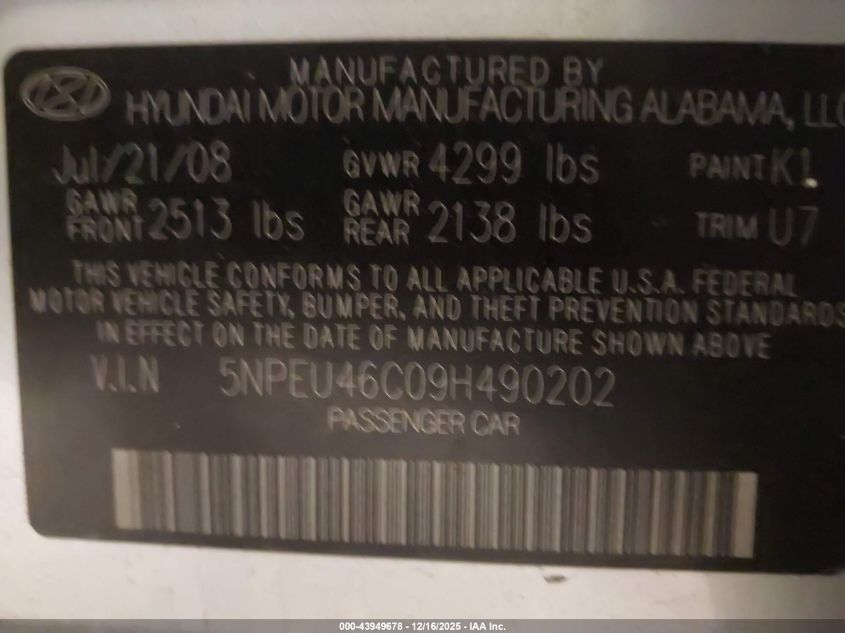 MANUFACTURED BY
HYUNDAI MOTOR MANUFACTURING ALABAMA, LLC
Jul/21/08 GVWR 4299 lbs PAINT K1
GAWR FRONT 2513 lbs GAWR REAR 2138 lbs TRIM U7
THIS VEHICLE CONFORMS TO ALL APPLICABLE U.S.A. FEDERAL
MOTOR VEHICLE SAFETY, BUMPER, AND THEFT PREVENTION STANDARDS
IN EFFECT ON THE DATE OF MANUFACTURE SHOWN ABOVE
V.I.N 5NPEU46C09H490202
PASSENGER CAR
000-43949678 - 12/16/2025 - IAA Inc.